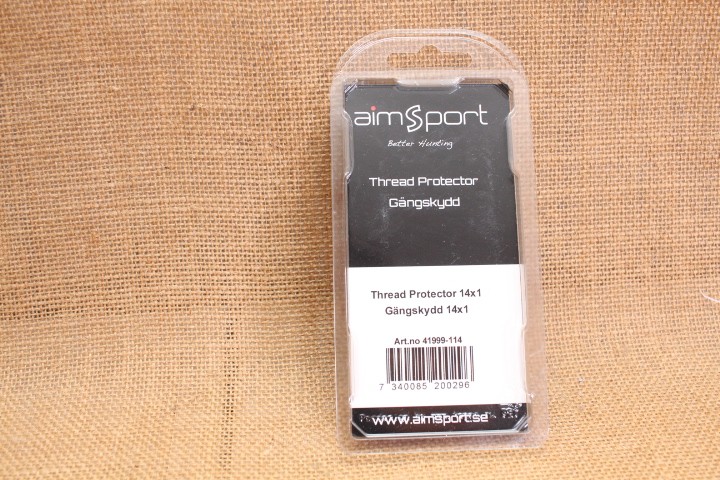 aimSport
Better Hunting
Thread Protector
Gängskydd
Thread Protector 14x1
Gängskydd 14x1
Art.no 41999-114
7 340085 200296
www.aimsport.se